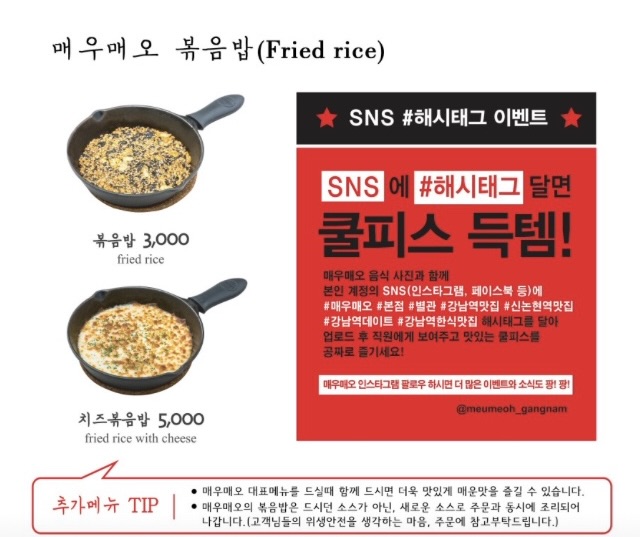 매우매오 볶음밥(Fried rice)
볶음밥 3,000
fried rice
치즈볶음밥 5,000
fried rice with cheese
★ SNS #해시태그 이벤트 ★
SNS 에 #해시태그 달면
쿨피스 득템!
매우매오 음식 사진과 함께
본인 계정의 SNS(인스타그램, 페이스북 등)에
#매우매오 #본점 #별관 #강남역맛집 #신논현역맛집
#강남역데이트 #강남역한식맛집 해시태그를 달아
업로드 후 직원에게 보여주고 맛있는 쿨피스를
공짜로 즐기세요!
매우매오 인스타그램 팔로우 하시면 더 많은 이벤트와 소식도 팡! 팡!
@meumeoh_gangnam
추가메뉴 TIP
● 매우매오 대표메뉴를 드실때 함께 드시면 더욱 맛있게 매운맛을 즐길 수 있습니다.
● 매우매오의 볶음밥은 드시던 소스가 아닌, 새로운 소스로 주문과 동시에 조리되어
나갑니다.(고객님들의 위생안전을 생각하는 마음, 주문에 참고부탁드립니다.)